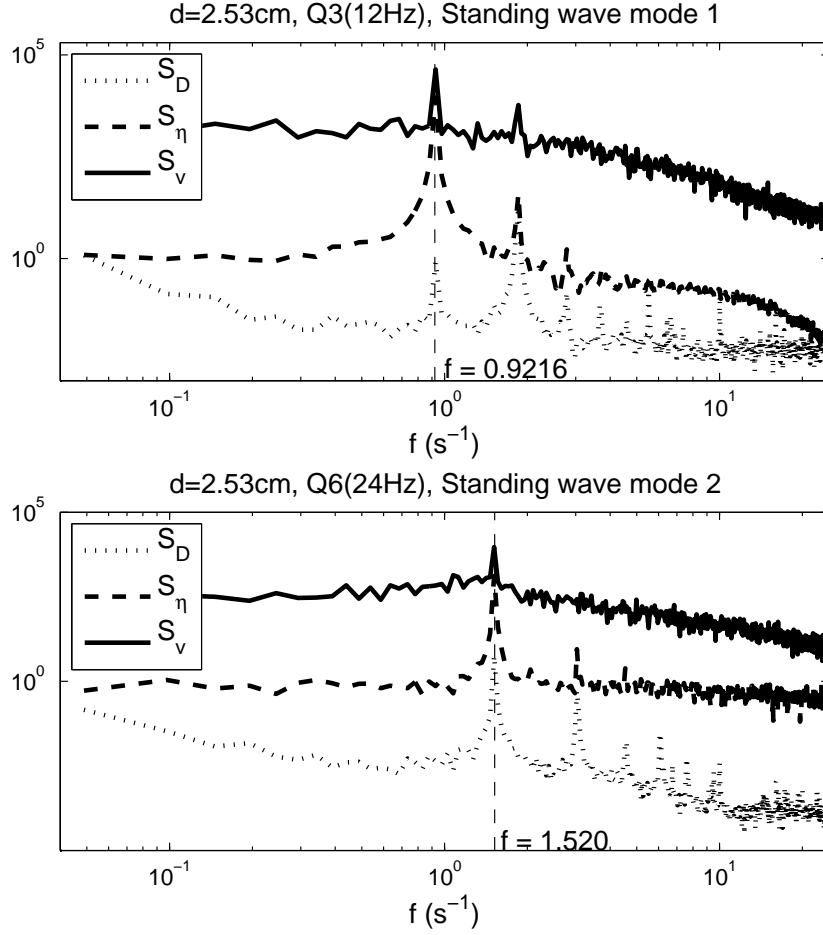 d=2.53cm, Q3(12Hz), Standing wave mode 1
10^5
S_D
S_η
S_v
10^0
f = 0.9216
10^−1 10^0 10^1
f (s^−1)
d=2.53cm, Q6(24Hz), Standing wave mode 2
10^5
S_D
S_η
S_v
10^0
f = 1.520
10^−1 10^0 10^1
f (s^−1)